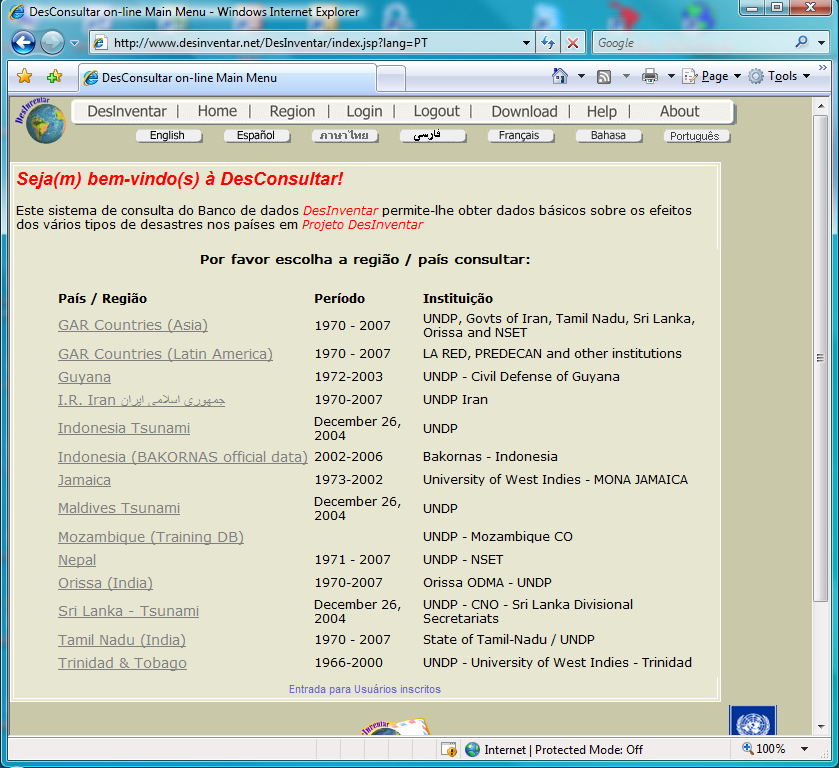 DesConsultar on-line Main Menu - Windows Internet Explorer
http://www.desinventar.net/DesInventar/index.jsp?lang=PT Google
DesConsultar on-line Main Menu Page Tools »
DesInventar
DesInventar | Home | Region | Login | Logout | Download | Help | About
English Español ภาษาไทย فارسی Français Bahasa Português
Seja(m) bem-vindo(s) à DesConsultar!
Este sistema de consulta do Banco de dados DesInventar permite-lhe obter dados básicos sobre os efeitos
dos vários tipos de desastres nos países em Projeto DesInventar
Por favor escolha a região / país consultar:
País / Região Período Instituição
GAR Countries (Asia) 1970 - 2007 UNDP, Govts of Iran, Tamil Nadu, Sri Lanka,
Orissa and NSET
GAR Countries (Latin America) 1970 - 2007 LA RED, PREDECAN and other institutions
Guyana 1972-2003 UNDP - Civil Defense of Guyana
I.R. Iran جمهوری اسلامی ایران 1970-2007 UNDP Iran
Indonesia Tsunami December 26,
2004 UNDP
Indonesia (BAKORNAS official data) 2002-2006 Bakornas - Indonesia
Jamaica 1973-2002 University of West Indies - MONA JAMAICA
Maldives Tsunami December 26,
2004 UNDP
Mozambique (Training DB) UNDP - Mozambique CO
Nepal 1971 - 2007 UNDP - NSET
Orissa (India) 1970-2007 Orissa ODMA - UNDP
Sri Lanka - Tsunami December 26,
2004 UNDP - CNO - Sri Lanka Divisional
Secretariats
Tamil Nadu (India) 1970 - 2007 State of Tamil-Nadu / UNDP
Trinidad & Tobago 1966-2000 UNDP - University of West Indies - Trinidad
Entrada para Usuários inscritos
DesInventar
Internet | Protected Mode: Off 100%